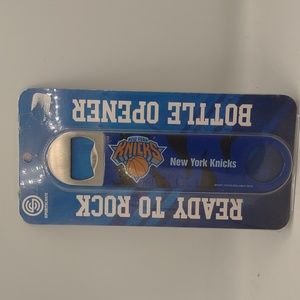 BOTTLE OPENER
NEW YORK
KNICKS
New York Knicks
READY TO ROCK